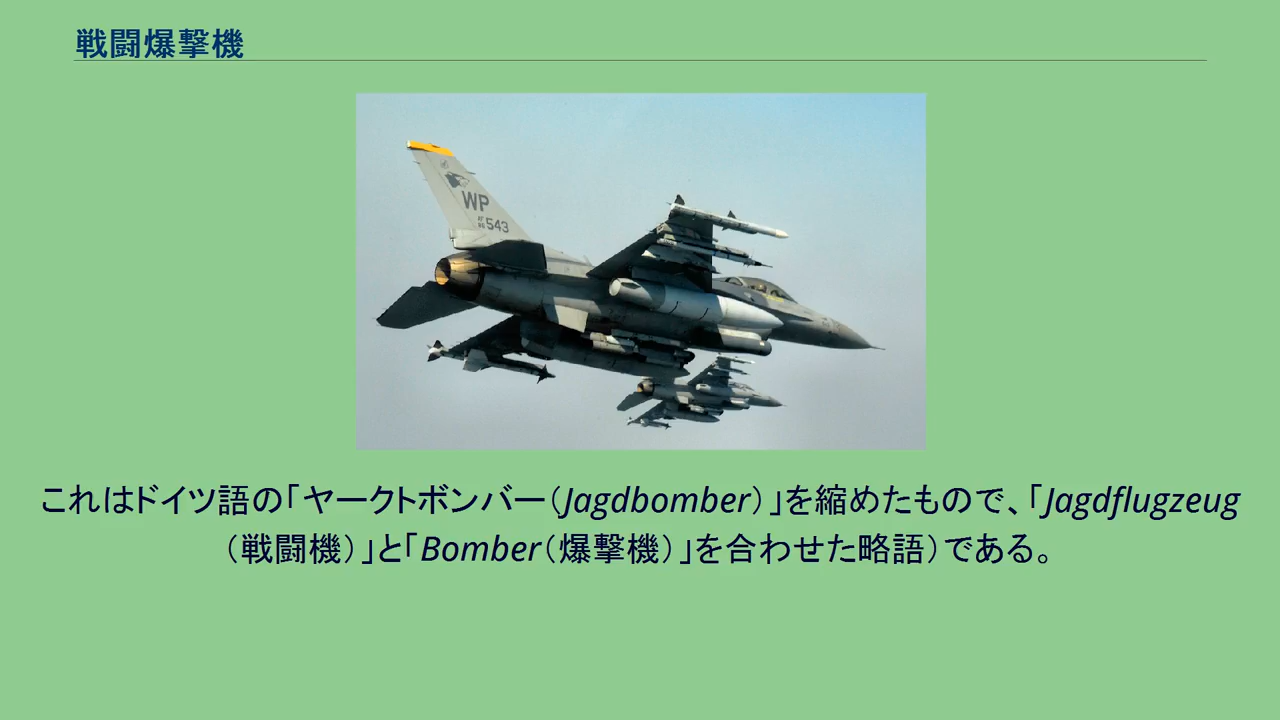 戦闘爆撃機
WP
543
これはドイツ語の「ヤークトボンバー（Jagdbomber）」を縮めたもので、「Jagdflugzeug
（戦闘機）」と「Bomber（爆撃機）」を合わせた略語）である。